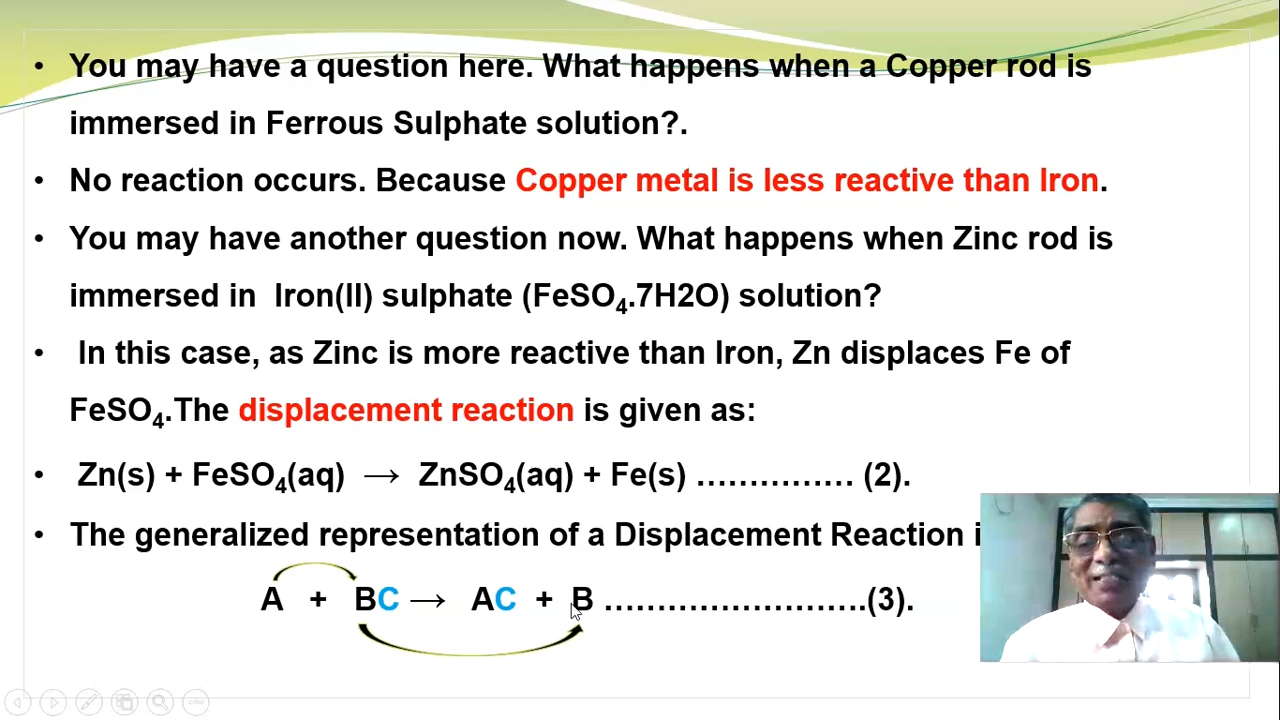 • You may have a question here. What happens when a Copper rod is
immersed in Ferrous Sulphate solution?.
• No reaction occurs. Because Copper metal is less reactive than Iron.
• You may have another question now. What happens when Zinc rod is
immersed in Iron(II) sulphate (FeSO₄.7H2O) solution?
• In this case, as Zinc is more reactive than Iron, Zn displaces Fe of
FeSO₄.The displacement reaction is given as:
• Zn(s) + FeSO₄(aq) → ZnSO₄(aq) + Fe(s) …………… (2).
• The generalized representation of a Displacement Reaction
A + BC → AC + B ……………………..(3).